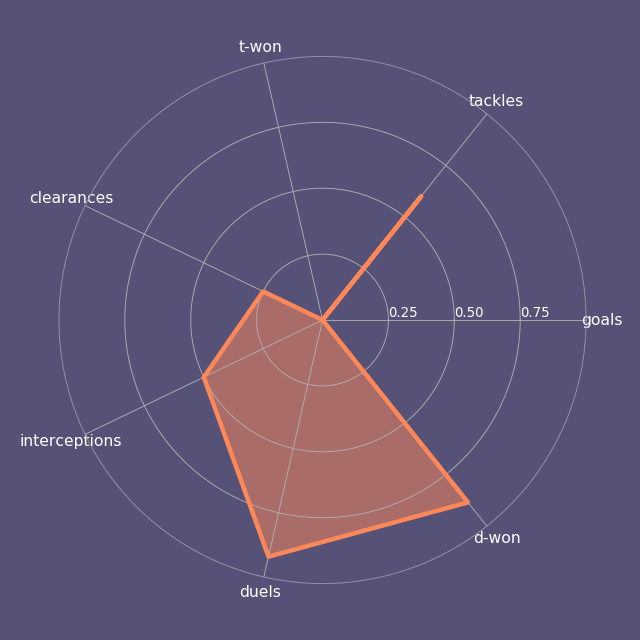 t-won
tackles
clearances
0.25
0.50
0.75
goals
interceptions
d-won
duels